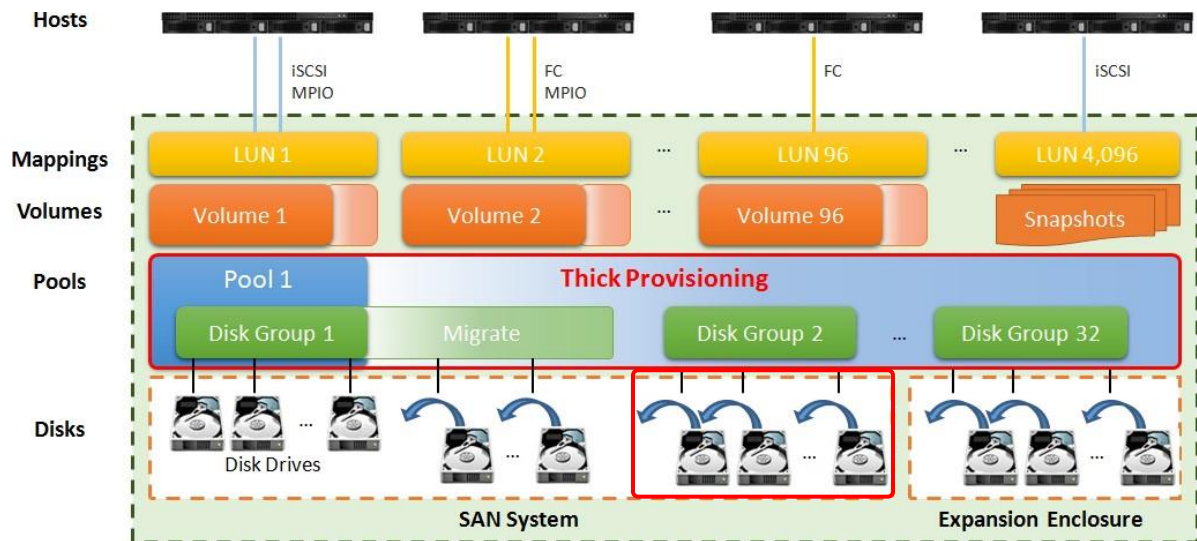 Hosts
iSCSI
MPIO
FC
MPIO
FC
iSCSI
Mappings
LUN 1
LUN 2
...
LUN 96
...
LUN 4,096
Volumes
Volume 1
Volume 2
...
Volume 96
Snapshots
Pools
Pool 1
Thick Provisioning
Disk Group 1
Migrate
Disk Group 2
...
Disk Group 32
Disks
...
...
...
...
Disk Drives
SAN System
Expansion Enclosure